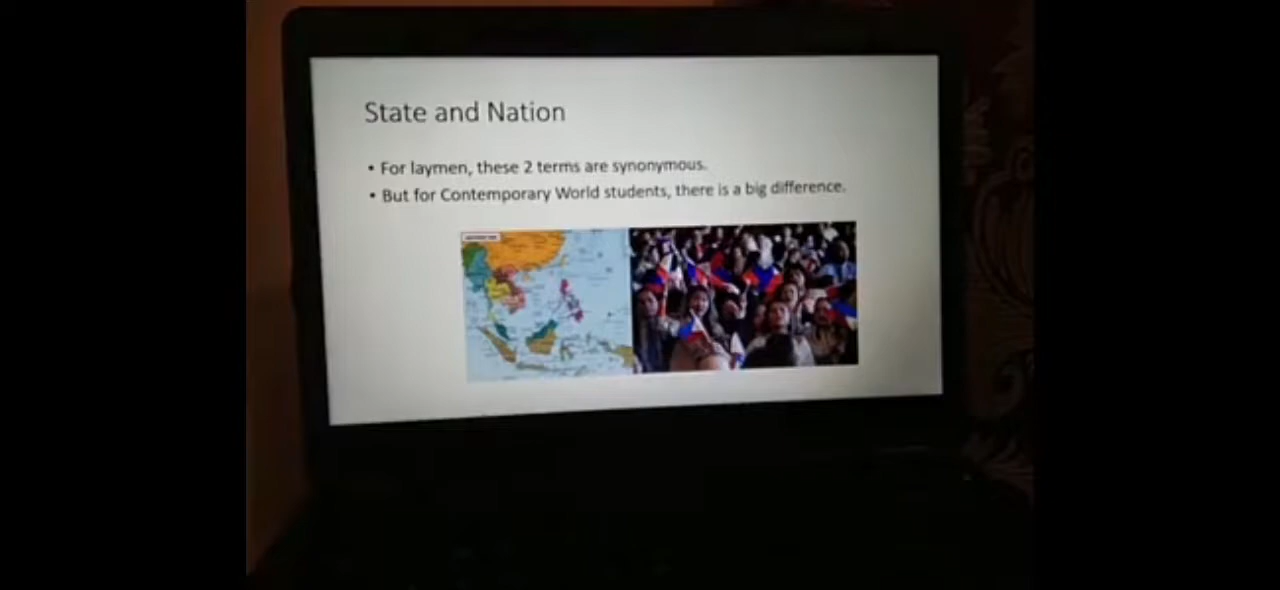 State and Nation
• For laymen, these 2 terms are synonymous.
• But for Contemporary World students, there is a big difference.